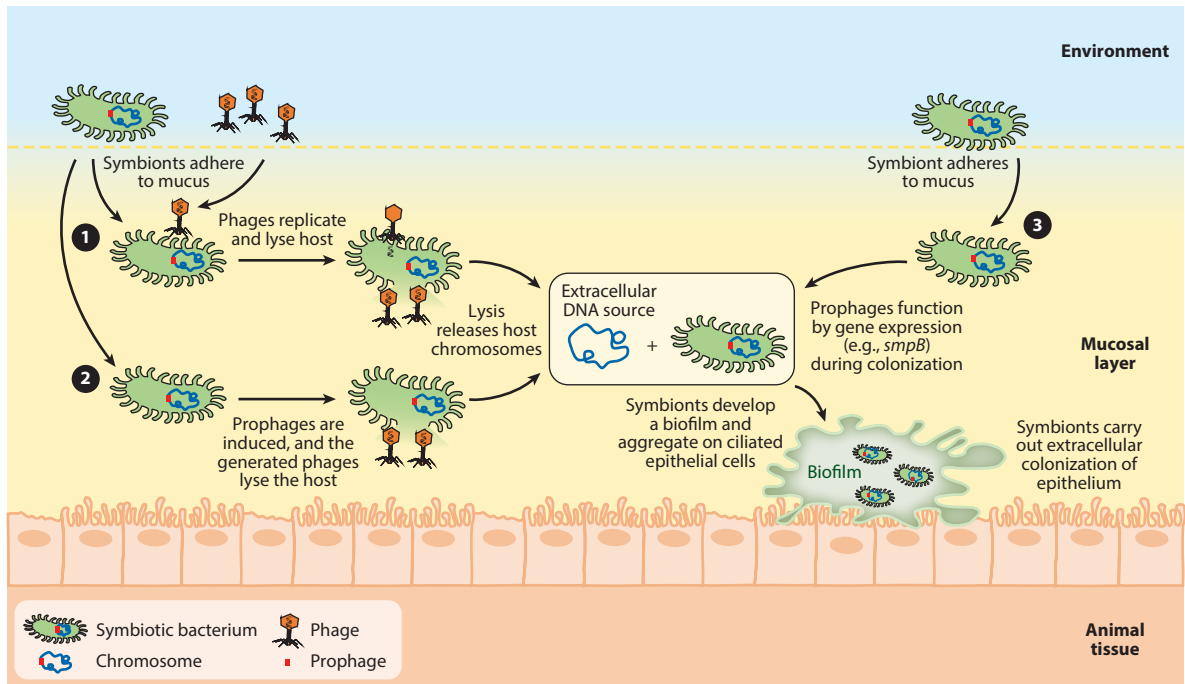 Environment
Symbionts adhere
to mucus
Symbiont adheres
to mucus
1
Phages replicate
and lyse host
3
Extracellular
DNA source
+
Lysis
releases host
chromosomes
Prophages function
by gene expression
(e.g., smpB)
during colonization
Mucosal
layer
2
Prophages are
induced, and the
generated phages
lyse the host
Symbionts develop
a biofilm and
aggregate on ciliated
epithelial cells
Biofilm
Symbionts carry
out extracellular
colonization of
epithelium
Symbiotic bacterium
Phage
Chromosome
Prophage
Animal
tissue